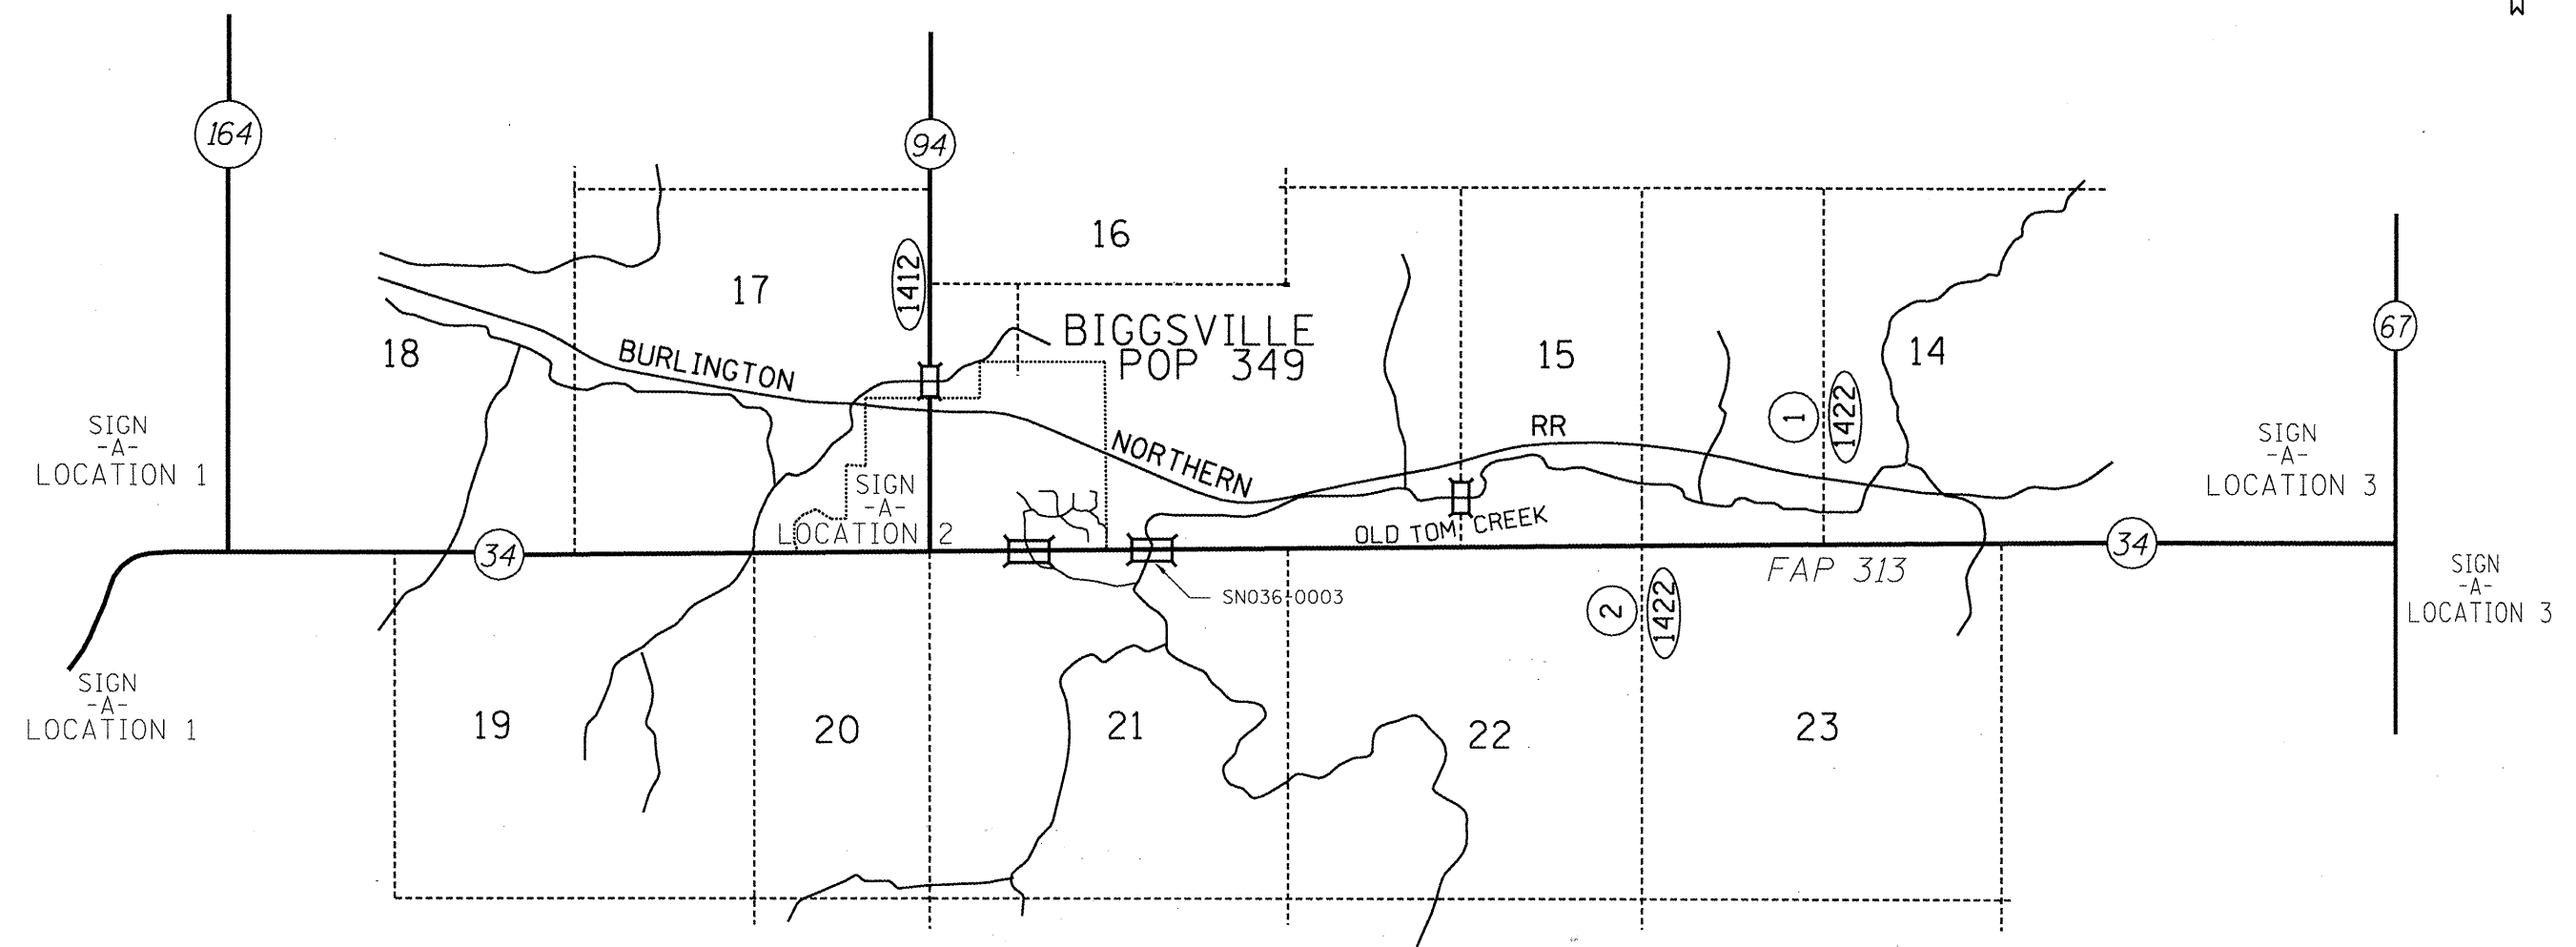 W
164
94
16
1412
17
BIGGSVILLE
POP 349
67
18
BURLINGTON
15
14
1
1422
SIGN
-A-
LOCATION 1
NORTHERN
RR
SIGN
-A-
LOCATION 3
SIGN
-A-
LOCATION 2
OLD TOM CREEK
34
34
FAP 313
SN036-0003
2
1422
SIGN
-A-
LOCATION 3
SIGN
-A-
LOCATION 1
19
20
21
22
23